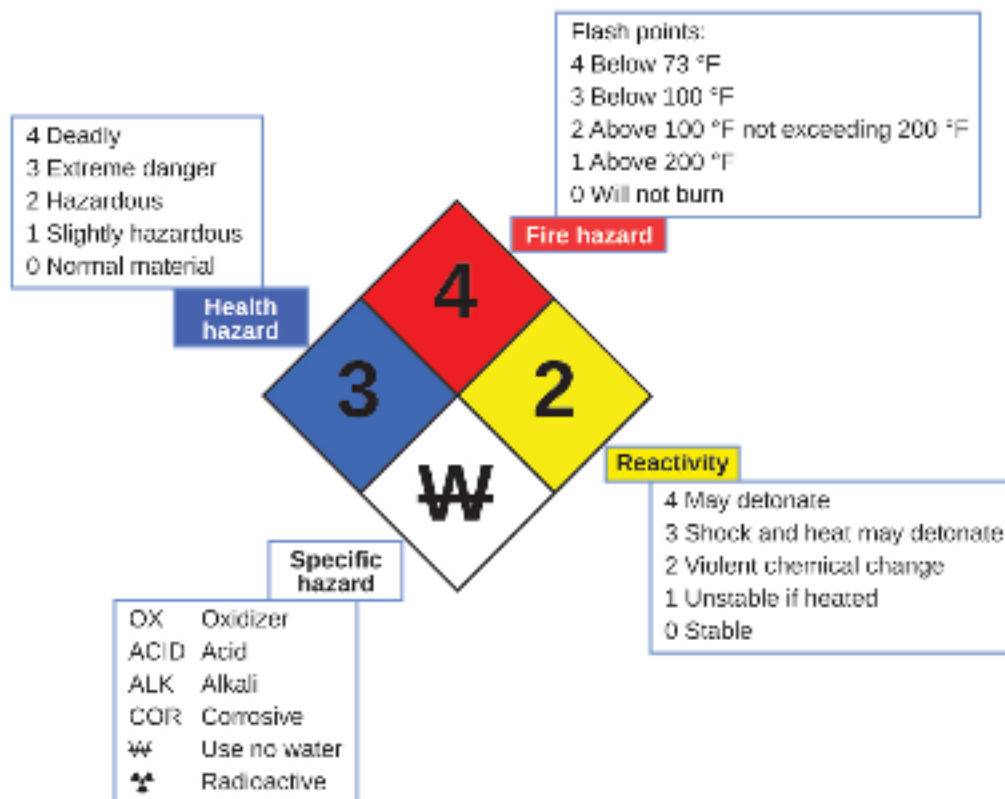 Flash points:
4 Below 73 °F
3 Below 100 °F
2 Above 100 °F not exceeding 200 °F
1 Above 200 °F
0 Will not burn
Fire hazard
4 Deadly
3 Extreme danger
2 Hazardous
1 Slightly hazardous
0 Normal material
Health
hazard
4
3
2
W
Reactivity
4 May detonate
3 Shock and heat may detonate
2 Violent chemical change
1 Unstable if heated
0 Stable
Specific
hazard
OX Oxidizer
ACID Acid
ALK Alkali
COR Corrosive
W Use no water
☢ Radioactive